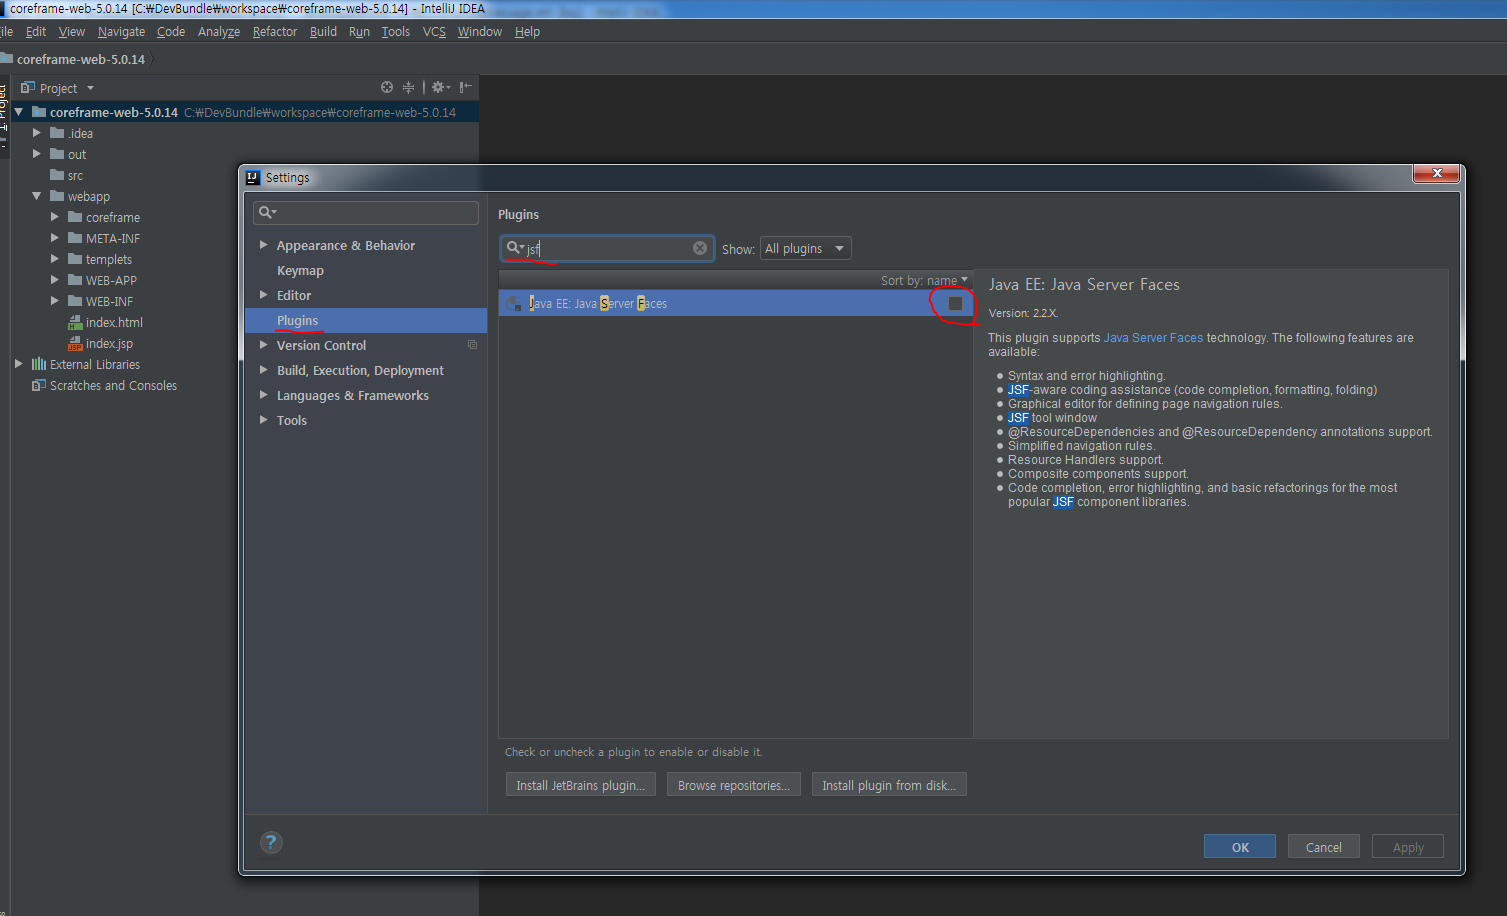 coreframe-web-5.0.14 [C:₩DevBundle₩workspace₩coreframe-web-5.0.14] - IntelliJ IDEA
ile Edit View Navigate Code Analyze Refactor Build Run Tools VCS Window Help
coreframe-web-5.0.14
Project
Project
coreframe-web-5.0.14 C:₩DevBundle₩workspace₩coreframe-web-5.0.14
.idea
out
src
webapp
coreframe
META-INF
templets
WEB-APP
WEB-INF
index.html
index.jsp
External Libraries
Scratches and Consoles
Settings
Appearance & Behavior
Keymap
Editor
Plugins
Version Control
Build, Execution, Deployment
Languages & Frameworks
Tools
Plugins
jsf
Show: All plugins
Sort by: name
Java EE: Java Server Faces
Java EE: Java Server Faces
Version: 2.2.X.
This plugin supports Java Server Faces technology. The following features are
available:
Syntax and error highlighting.
JSF-aware coding assistance (code completion, formatting, folding)
Graphical editor for defining page navigation rules.
JSF tool window
@ResourceDependencies and @ResourceDependency annotations support.
Simplified navigation rules.
Resource Handlers support.
Composite components support.
Code completion, error highlighting, and basic refactorings for the most
popular JSF component libraries.
Check or uncheck a plugin to enable or disable it.
Install JetBrains plugin... Browse repositories... Install plugin from disk...
? OK Cancel Apply